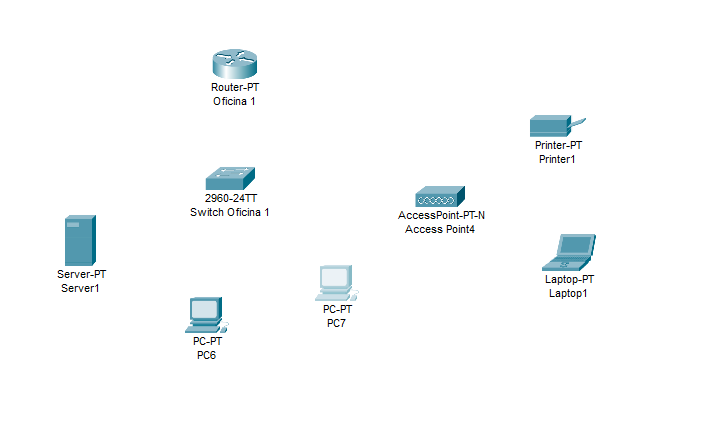 Router-PT
Oficina 1
Printer-PT
Printer1
2960-24TT
Switch Oficina 1
AccessPoint-PT-N
Access Point4
Server-PT
Server1
Laptop-PT
Laptop1
PC-PT
PC7
PC-PT
PC6